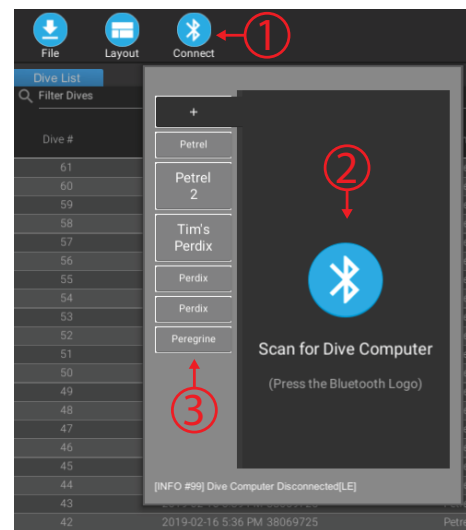 File
Layout
Connect
1
Dive List
Filter Dives
Dive #
61
60
59
58
57
56
55
54
53
52
51
50
49
48
47
46
45
44
43
42
+
Petrel
Petrel
2
Tim's
Perdix
Perdix
Perdix
Peregrine
3
2
Scan for Dive Computer
(Press the Bluetooth Logo)
[INFO #99] Dive Computer Disconnected[LE]
2019-02-16 5:36 PM 38069725